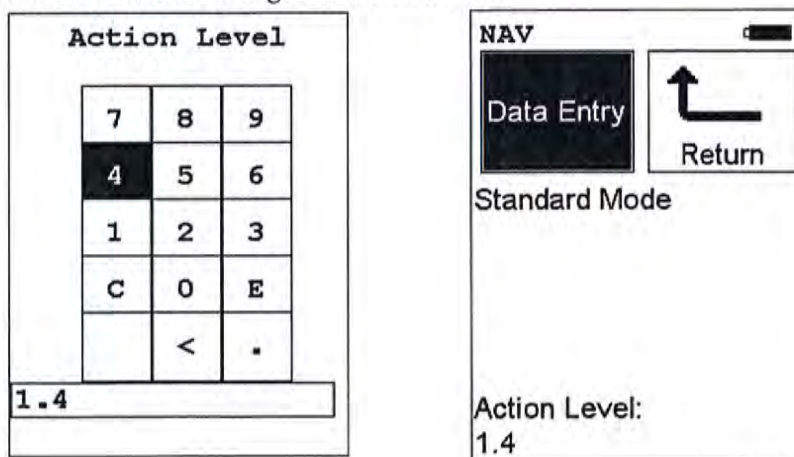 Action Level
7 8 9
4 5 6
1 2 3
C 0 E
< .
1.4
NAV
Data Entry
Return
Standard Mode
Action Level:
1.4